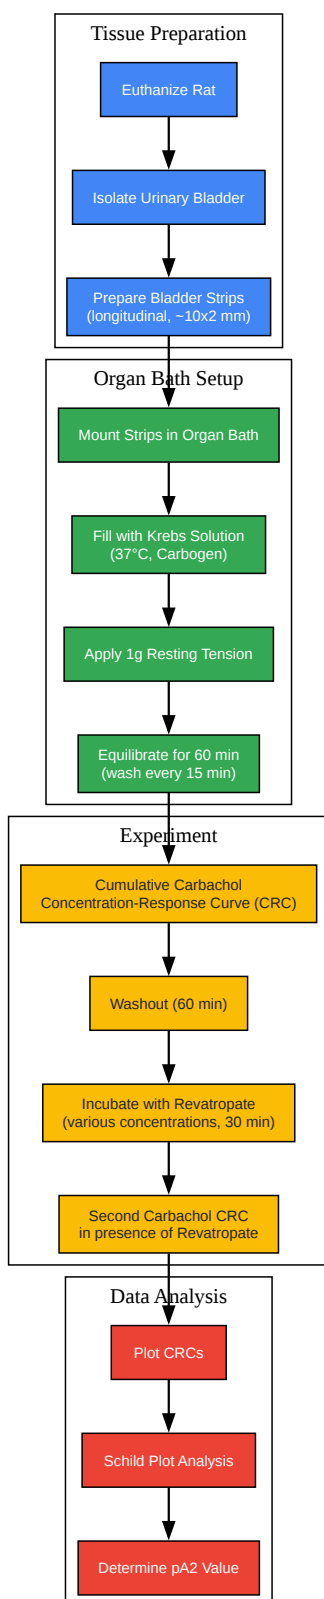 Tissue Preparation
Euthanize Rat
Isolate Urinary Bladder
Prepare Bladder Strips
(longitudinal, ~10x2 mm)
Organ Bath Setup
Mount Strips in Organ Bath
Fill with Krebs Solution
(37°C, Carbogen)
Apply 1g Resting Tension
Equilibrate for 60 min
(wash every 15 min)
Experiment
Cumulative Carbachol
Concentration-Response Curve (CRC)
Washout (60 min)
Incubate with Revatropate
(various concentrations, 30 min)
Second Carbachol CRC
in presence of Revatropate
Data Analysis
Plot CRCs
Schild Plot Analysis
Determine pA2 Value